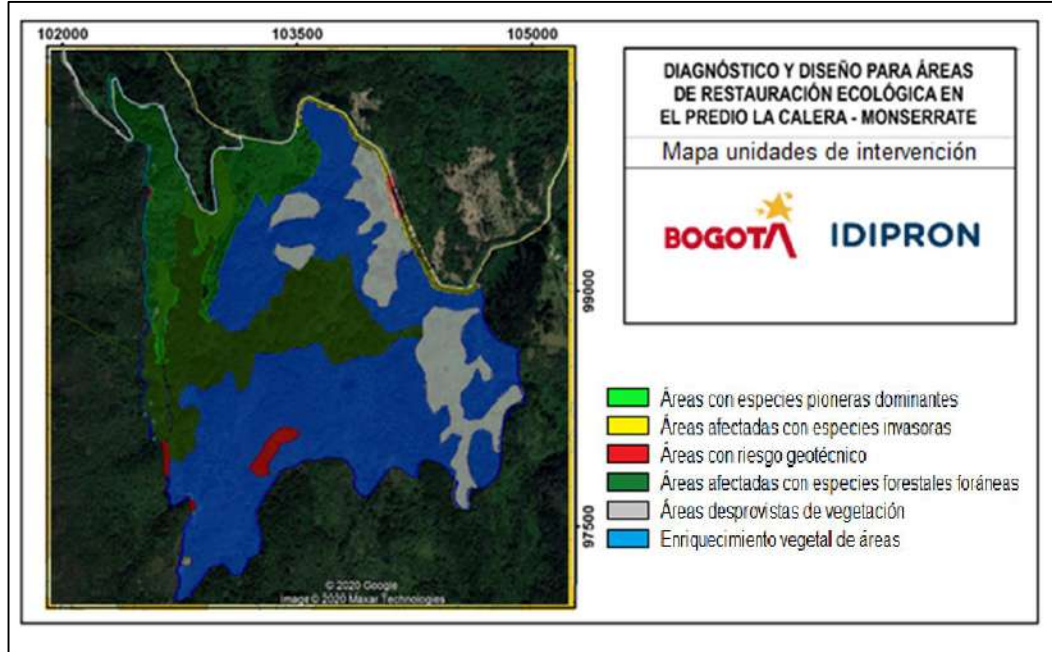 102000
103500
105000
99000
97500
© 2020 Google
Image © 2020 Maxar Technologies
DIAGNÓSTICO Y DISEÑO PARA ÁREAS
DE RESTAURACIÓN ECOLÓGICA EN
EL PREDIO LA CALERA - MONSERRATE
Mapa unidades de intervención
BOGOTÁ
IDIPRON
Áreas con especies pioneras dominantes
Áreas afectadas con especies invasoras
Áreas con riesgo geotécnico
Áreas afectadas con especies forestales foráneas
Áreas desprovistas de vegetación
Enriquecimiento vegetal de áreas